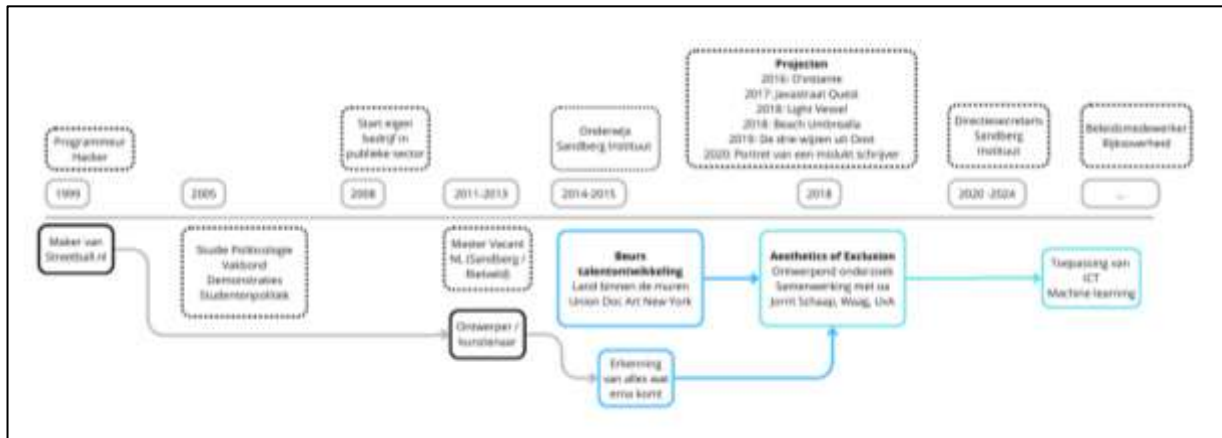 Programmeur
Hacker
Start eigen
bedrijf in
publieke sector
Onderwijs
Sandberg Instituut
Projecten
2016: D'instante
2017: Javastraat Quest
2018: Light Vessel
2018: Beach Umbrealla
2019: De drie wijzen uit Oost
2020: Portret van een mislukt schrijver
Directiesecretaris
Sandberg
Instituut
Beleidsmedewerker
Rijksoverheid
1999
2005
2008
2011-2013
2014-2015
2018
2020 -2024
...
Maker van
Streetball.nl
Studie Politicologie
Vakbond
Demonstraties
Studentenpolitiek
Master Vacant
NL (Sandberg /
Rietveld)
Beurs
talentontwikkeling
Land binnen de muren
Union Doc Art New York
Aesthetics of Exclusion
Ontwerpend onderzoek
Samenwerking met oa
Jorrit Schaap, Waag, UvA
Toepassing van
ICT
Machine learning
Ontwerper /
kunstenaar
Erkenning
van alles wat
erna komt